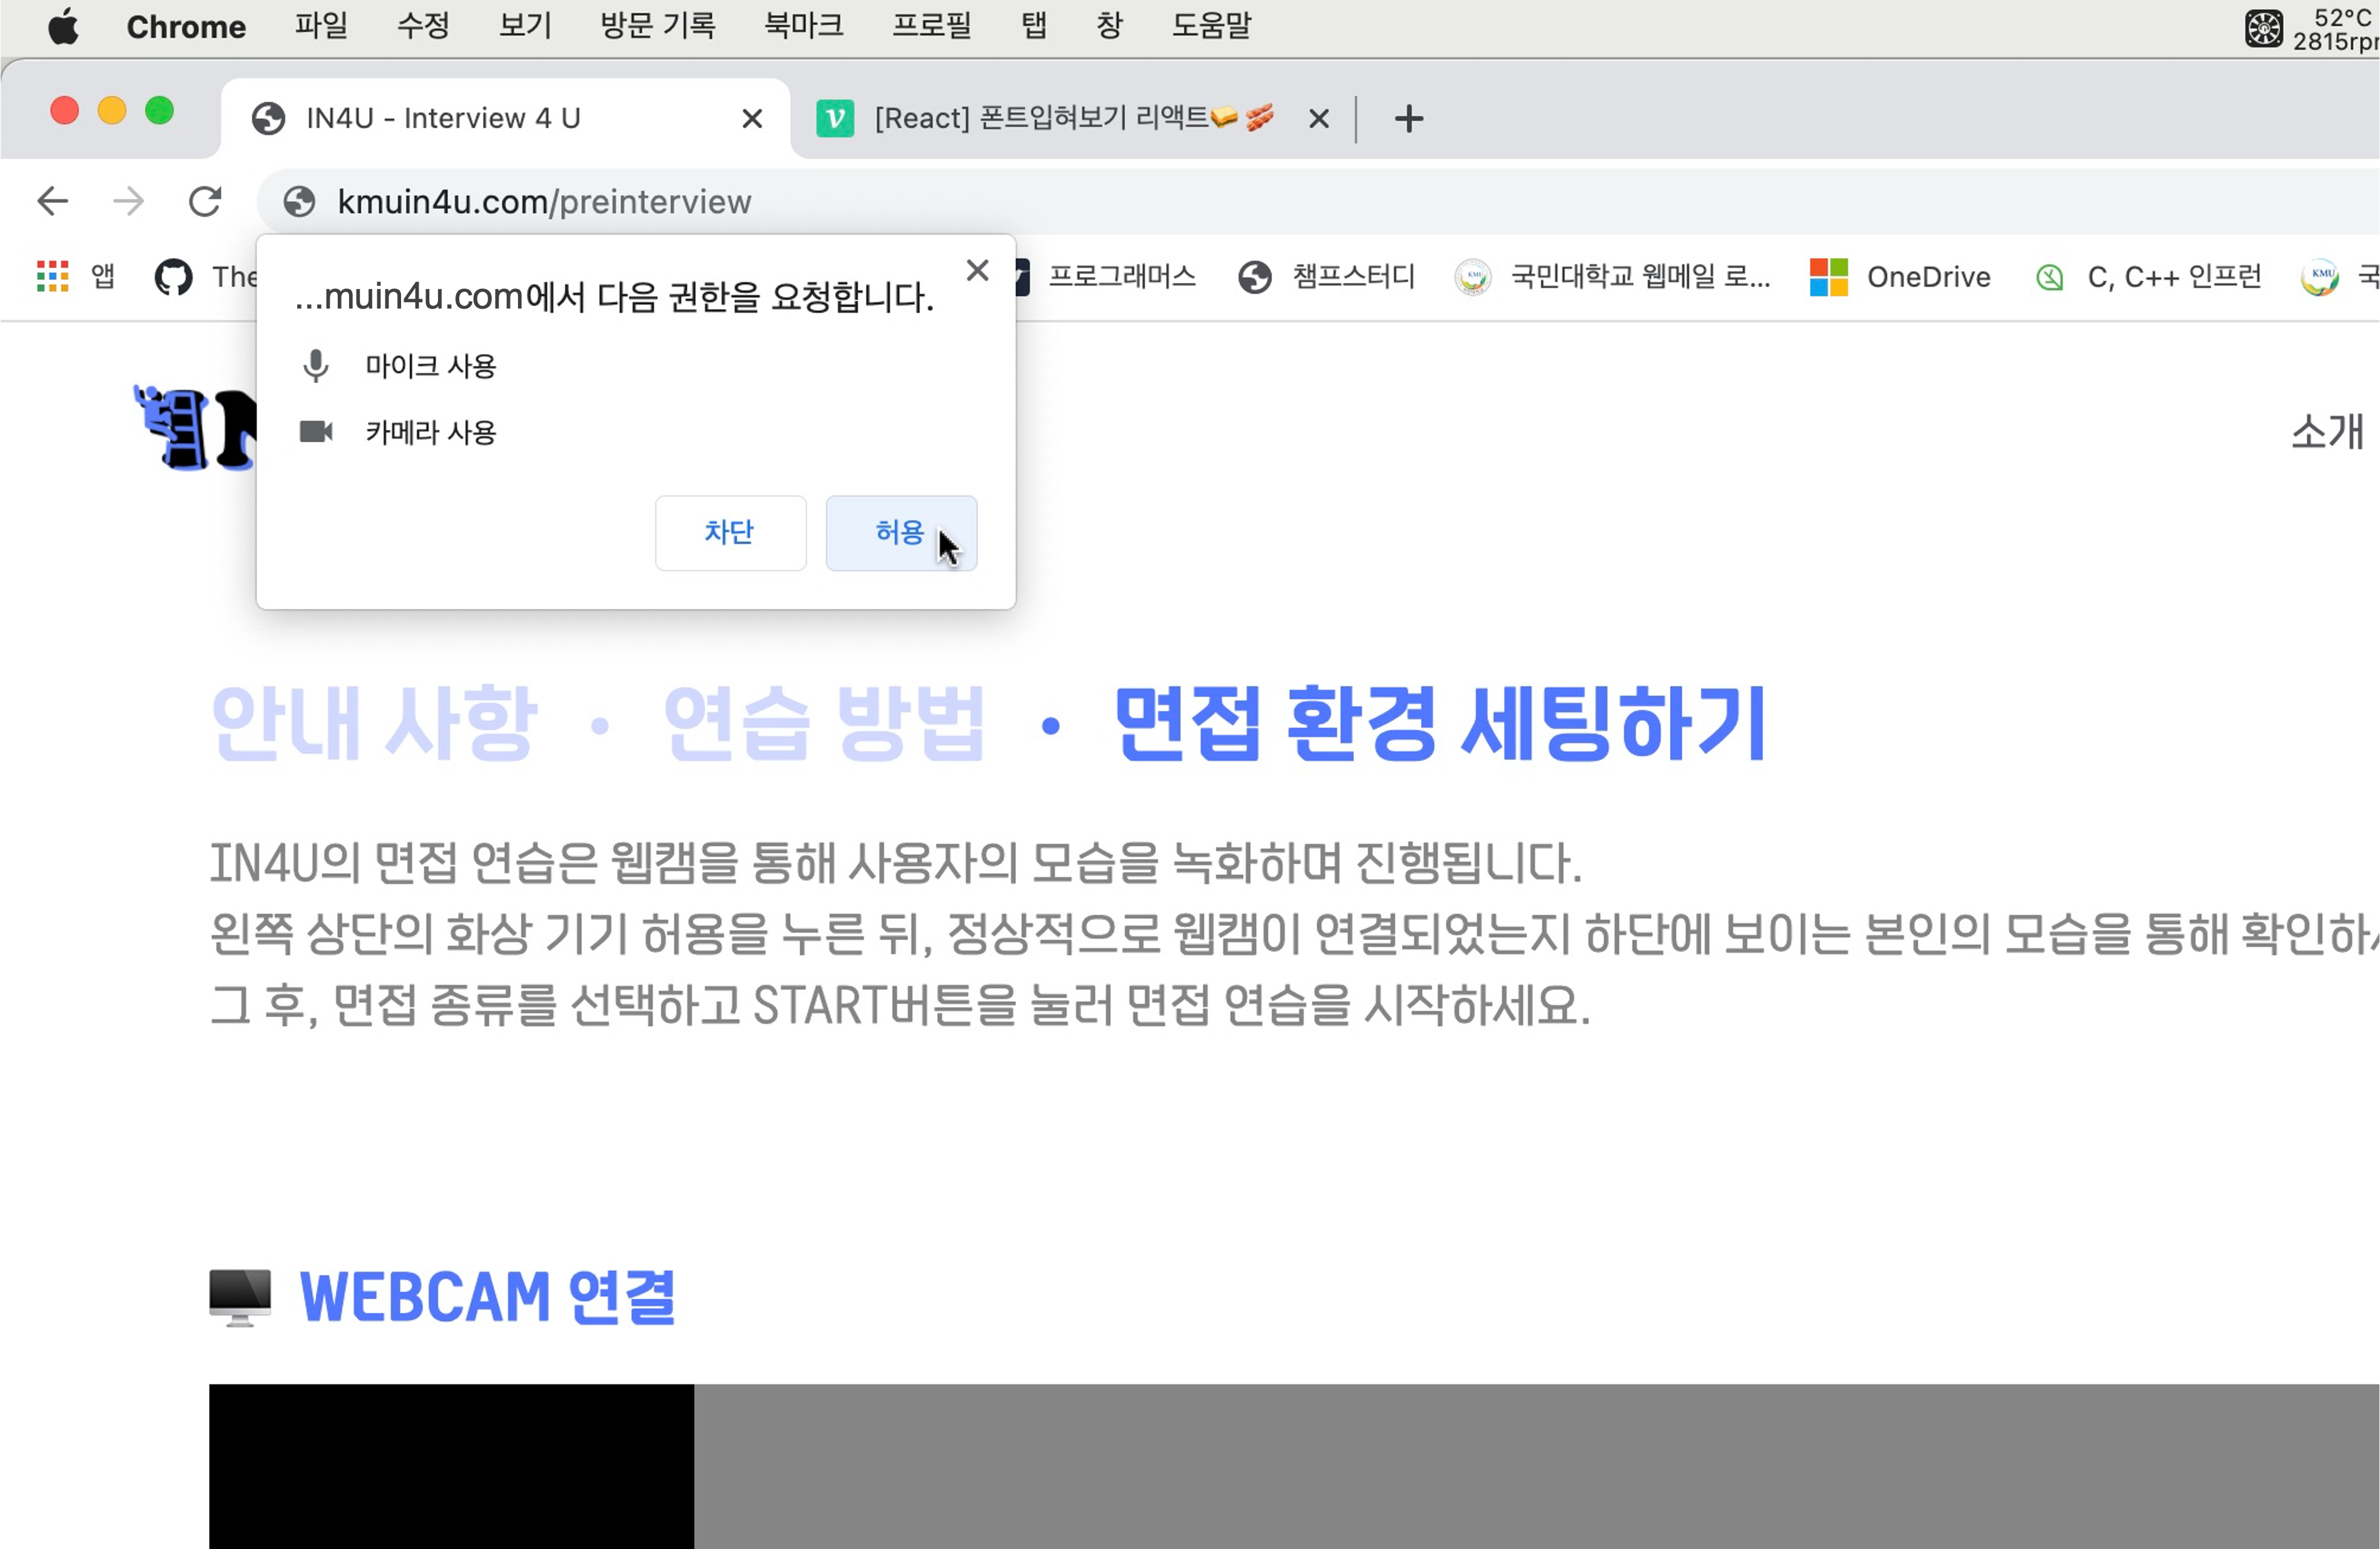 Chrome 파일 수정 보기 방문 기록 북마크 프로필 탭 창 도움말
52°C
IN4U - Interview 4 U
[React] 폰트입혀보기 리액트🍞🥓
kmuin4u.com/preinterview
앱 The 프로그래머스 챔프스터디 국민대학교 웹메일 로... OneDrive C, C++ 인프런
...muin4u.com에서 다음 권한을 요청합니다.
마이크 사용
카메라 사용
차단 허용
소개
안내 사항 · 연습 방법 · 면접 환경 세팅하기
IN4U의 면접 연습은 웹캠을 통해 사용자의 모습을 녹화하며 진행됩니다.
왼쪽 상단의 화상 기기 허용을 누른 뒤, 정상적으로 웹캠이 연결되었는지 하단에 보이는 본인의 모습을 통해
그 후, 면접 종류를 선택하고 START버튼을 눌러 면접 연습을 시작하세요.
WEBCAM 연결